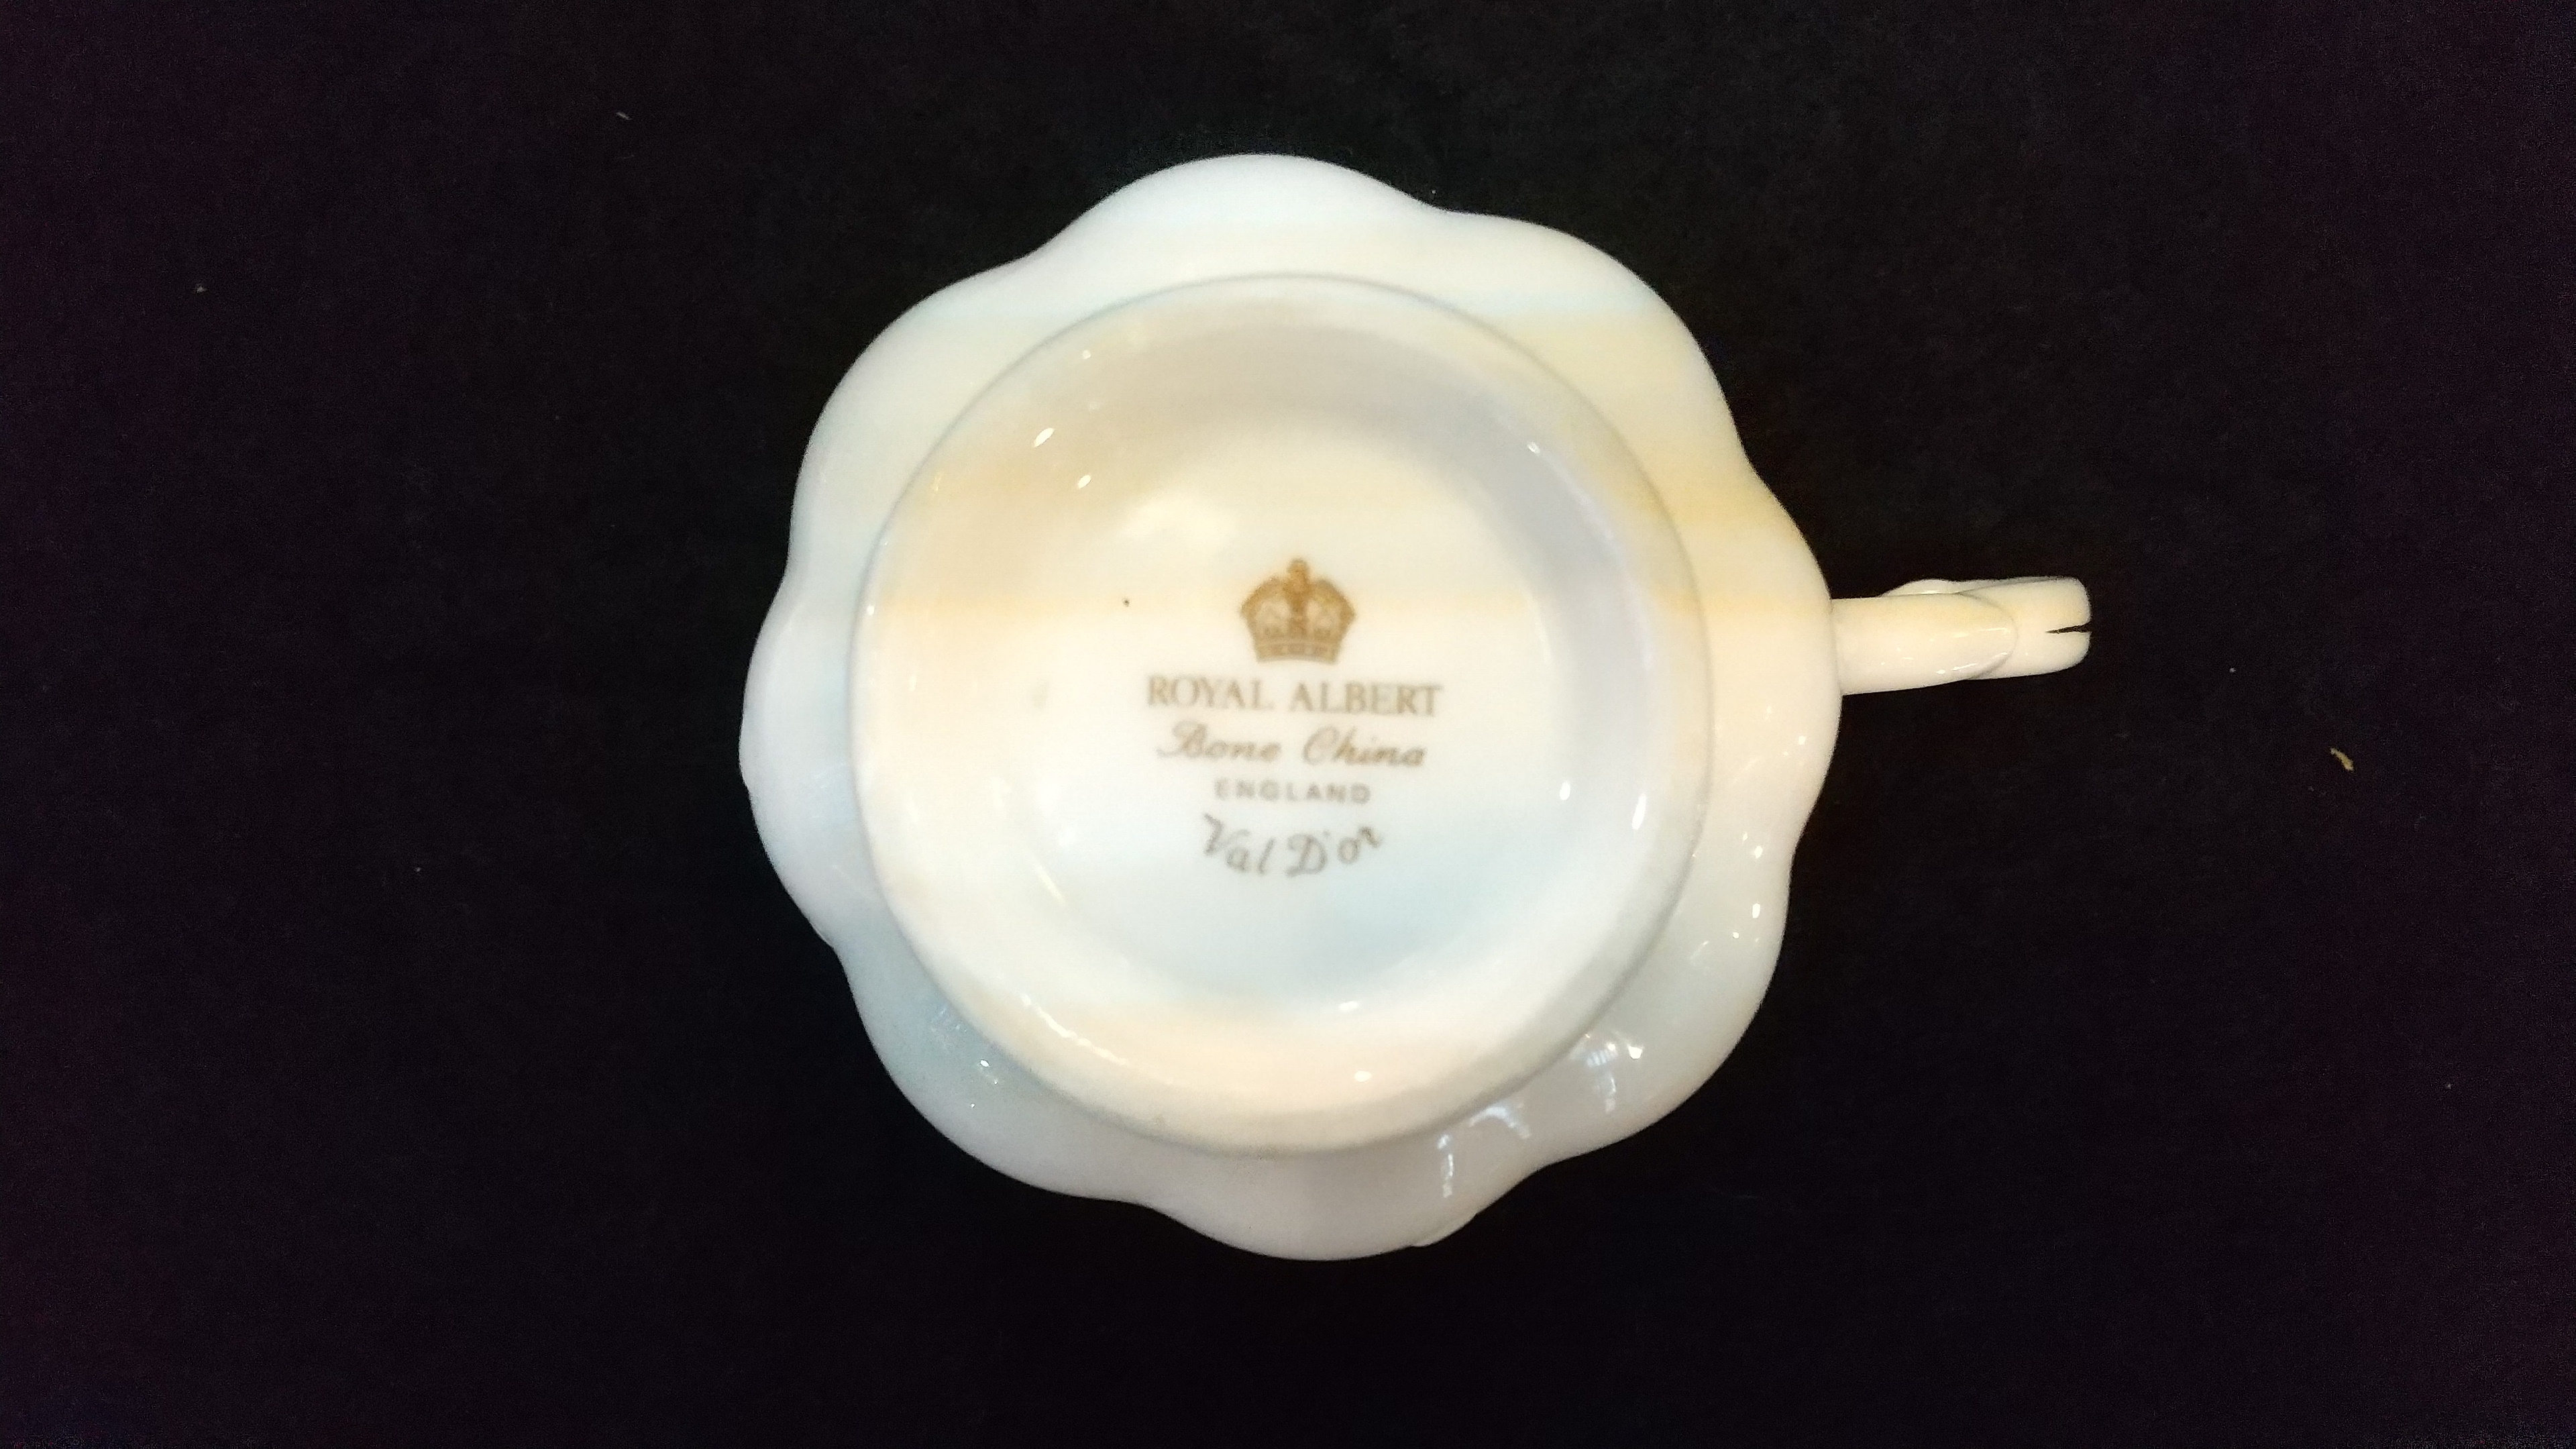 ROYAL ALBERT
Bone China
ENGLAND
Val D'or